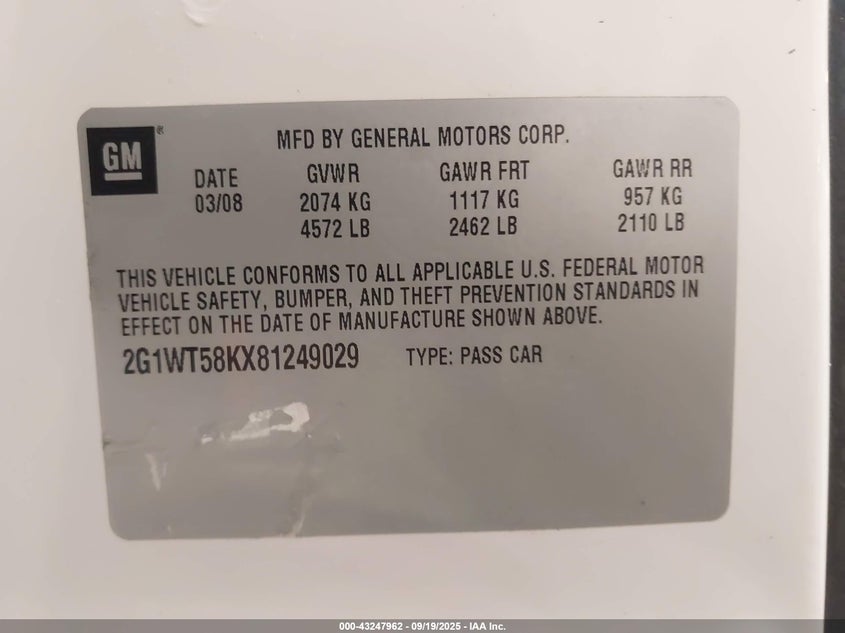 GM ®
MFD BY GENERAL MOTORS CORP.
DATE GVWR GAWR FRT GAWR RR
03/08 2074 KG 1117 KG 957 KG
4572 LB 2462 LB 2110 LB
THIS VEHICLE CONFORMS TO ALL APPLICABLE U.S. FEDERAL MOTOR
VEHICLE SAFETY, BUMPER, AND THEFT PREVENTION STANDARDS IN
EFFECT ON THE DATE OF MANUFACTURE SHOWN ABOVE.
2G1WT58KX81249029 TYPE: PASS CAR
000-43247962 - 09/19/2025 - IAA Inc.